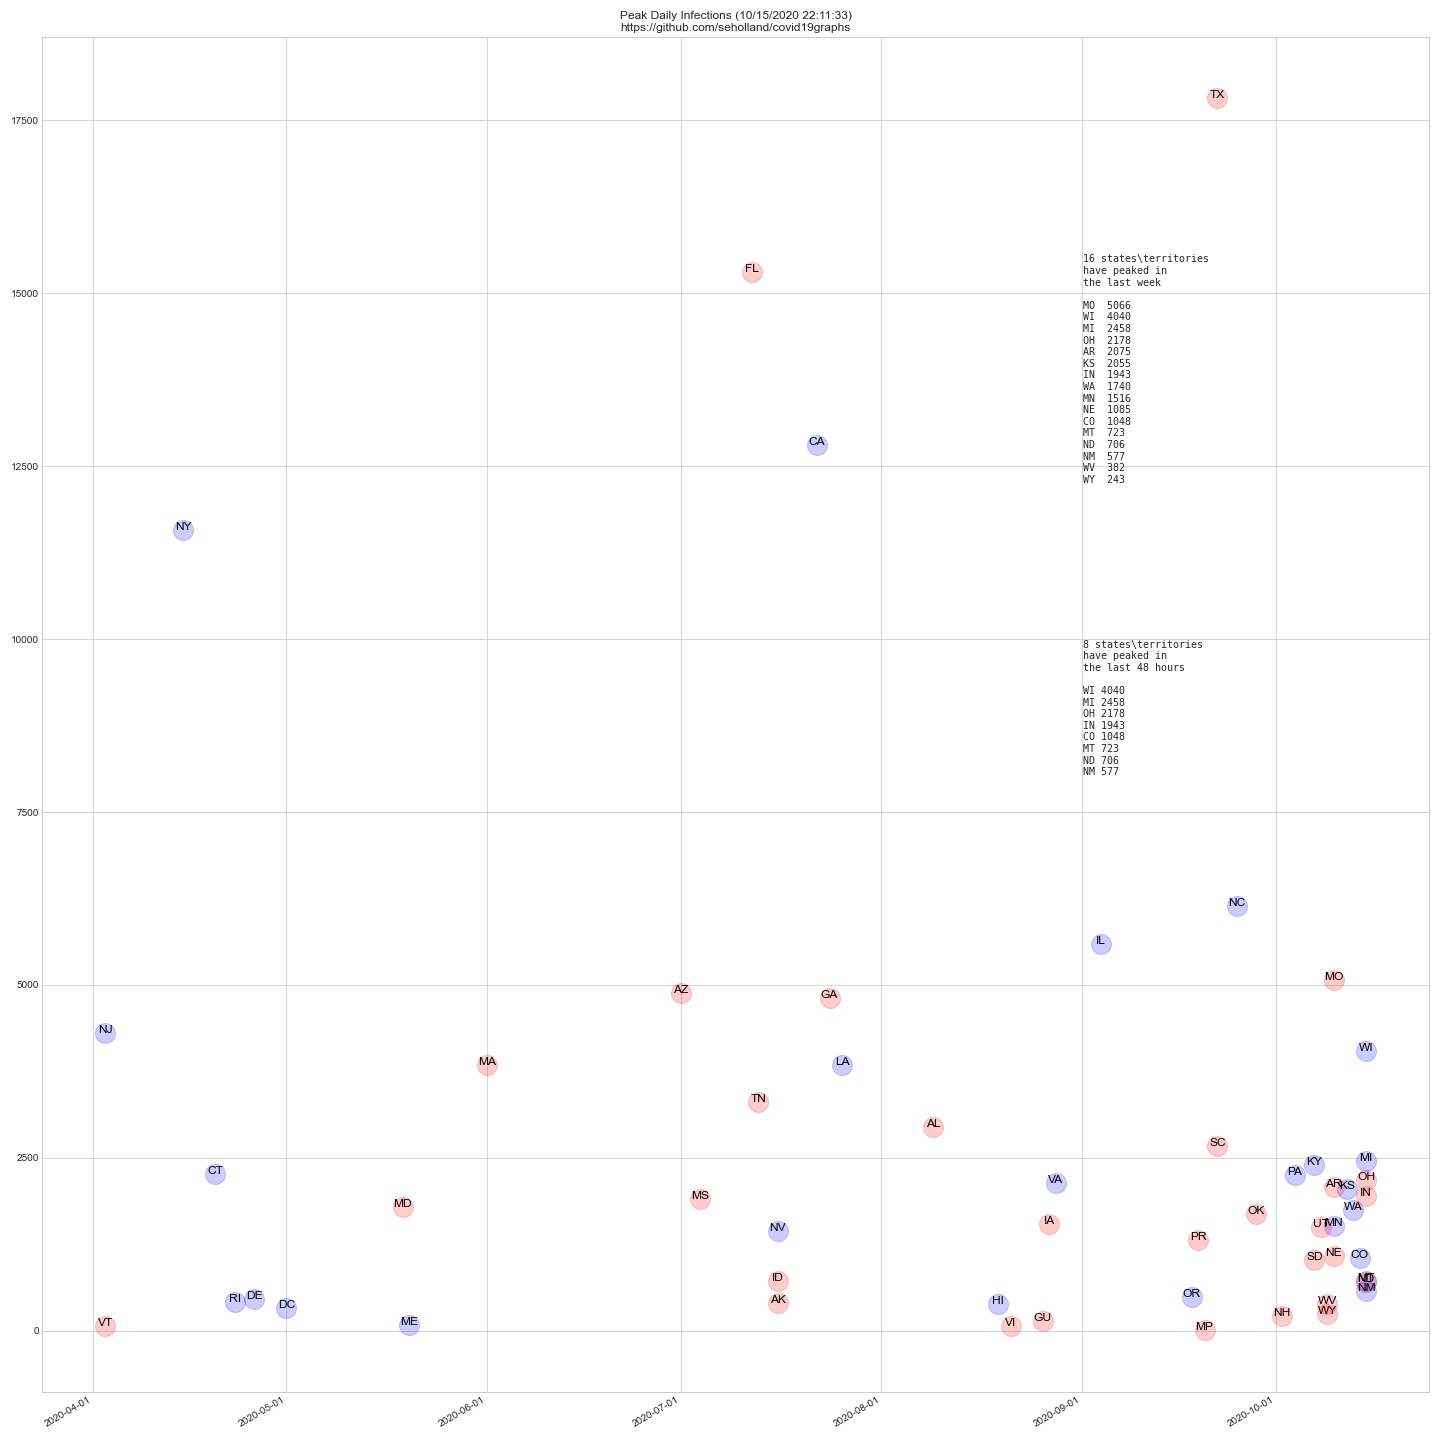 Peak Daily Infections (10/15/2020 22:11:33)
https://github.com/seholland/covid19graphs
17500
15000
12500
10000
7500
5000
2500
0
TX
FL
CA
NY
16 states\territories
have peaked in
the last week
MO  5066
WI  4040
MI  2458
OH  2178
AR  2075
KS  2055
IN  1943
WA  1740
MN  1516
NE  1085
CO  1048
MT  723
ND  706
NM  577
WV  382
WY  243
8 states\territories
have peaked in
the last 48 hours
WI 4040
MI 2458
OH 2178
IN 1943
CO 1048
MT 723
ND 706
NM 577
NC
IL
MO
AZ
GA
NJ
WI
MA
LA
TN
AL
SC
KY
MI
CT
PA
OH
VA
AR
KS
IN
MS
MD
WA
OK
IA
UT
MN
NV
PR
NE
SD
CO
ID
NM
RI
DE
DC
AK
HI
OR
WV
WY
NH
VT
ME
VI
GU
MP
2020-04-01
2020-05-01
2020-06-01
2020-07-01
2020-08-01
2020-09-01
2020-10-01